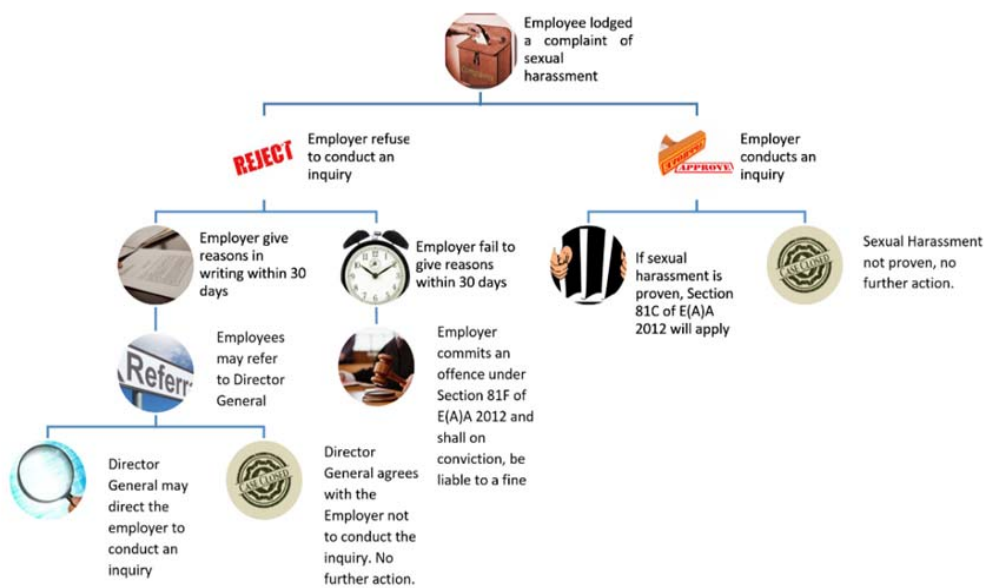 Employee lodged
a complaint of
sexual
harassment
REJECT
Employer refuse
to conduct an
inquiry
APPROVE
Employer
conducts an
inquiry
Employer give
reasons in
writing within 30
days
Employer fail to
give reasons
within 30 days
If sexual
harassment is
proven, Section
81C of E(A)A
2012 will apply
CASE CLOSED
Sexual Harassment
not proven, no
further action.
Referr
Employees
may refer
to Director
General
Employer
commits an
offence under
Section 81F of
E(A)A 2012 and
shall on
conviction, be
liable to a fine
Director
General may
direct the
employer to
conduct an
inquiry
CASE CLOSED
Director
General agrees
with the
Employer not
to conduct the
inquiry. No
further action.